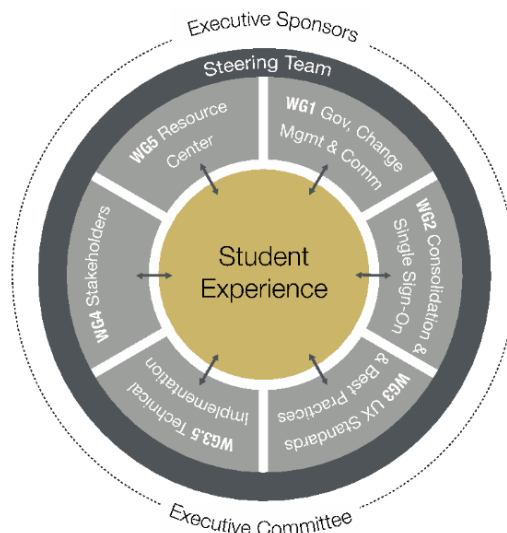 Executive Sponsors
Steering Team
WG1 Gov, Change
Mgmt & Comm
WG2 Consolidation &
Single Sign-On
WG3 UX Standards
& Best Practices
WG3.5 Technical
Implementation
WG4 Stakeholders
WG5 Resource
Center
Student
Experience
Executive Committee